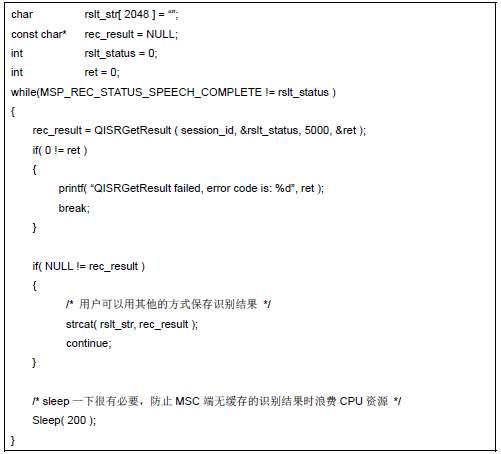 char rslt_str[ 2048 ] = “”;
const char* rec_result = NULL;
int rslt_status = 0;
int ret = 0;
while(MSP_REC_STATUS_SPEECH_COMPLETE != rslt_status )
{
rec_result = QISRGetResult ( session_id, &rslt_status, 5000, &ret );
if( 0 != ret )
{
printf( “QISRGetResult failed, error code is: %d”, ret );
break;
}
if( NULL != rec_result )
{
/* 用户可以用其他的方式保存识别结果 */
strcat( rslt_str, rec_result );
continue;
}
/* sleep 一下很有必要，防止 MSC 端无缓存的识别结果时浪费 CPU 资源 */
Sleep( 200 );
}